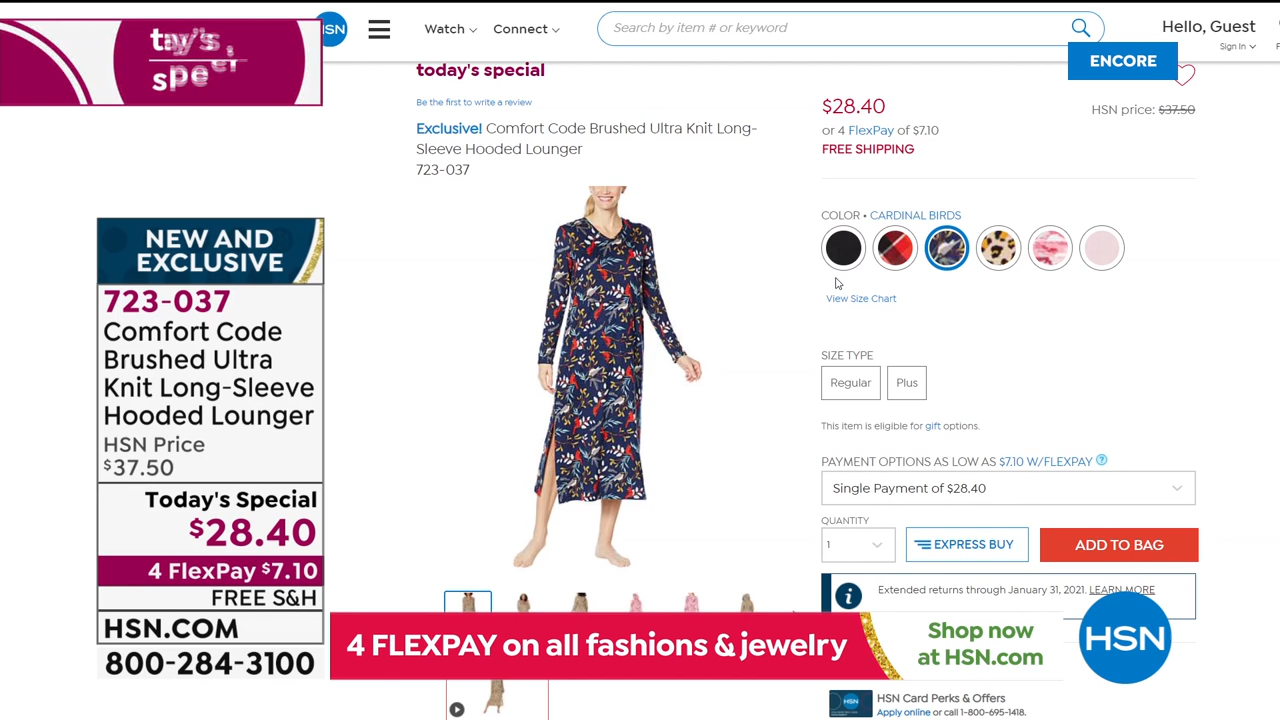 tay's,
speer
HSN
Watch
Connect
Search by item # or keyword
Hello, Guest
Sign In
ENCORE
today's special
Be the first to write a review
Exclusive! Comfort Code Brushed Ultra Knit Long-
Sleeve Hooded Lounger
723-037
$28.40
HSN price: $37.50
or 4 FlexPay of $7.10
FREE SHIPPING
COLOR • CARDINAL BIRDS
View Size Chart
SIZE TYPE
Regular
Plus
This item is eligible for gift options.
PAYMENT OPTIONS AS LOW AS $7.10 W/FLEXPAY ?
Single Payment of $28.40
QUANTITY
1
EXPRESS BUY
ADD TO BAG
Extended returns through January 31, 2021. LEARN MORE
NEW AND
EXCLUSIVE
723-037
Comfort Code
Brushed Ultra
Knit Long-Sleeve
Hooded Lounger
HSN Price
$37.50
Today's Special
$28.40
4 FlexPay $7.10
FREE S&H
HSN.COM
800-284-3100
4 FLEXPAY on all fashions & jewelry
Shop now
at HSN.com
HSN
HSN Card Perks & Offers
Apply online or call 1-800-695-1418.